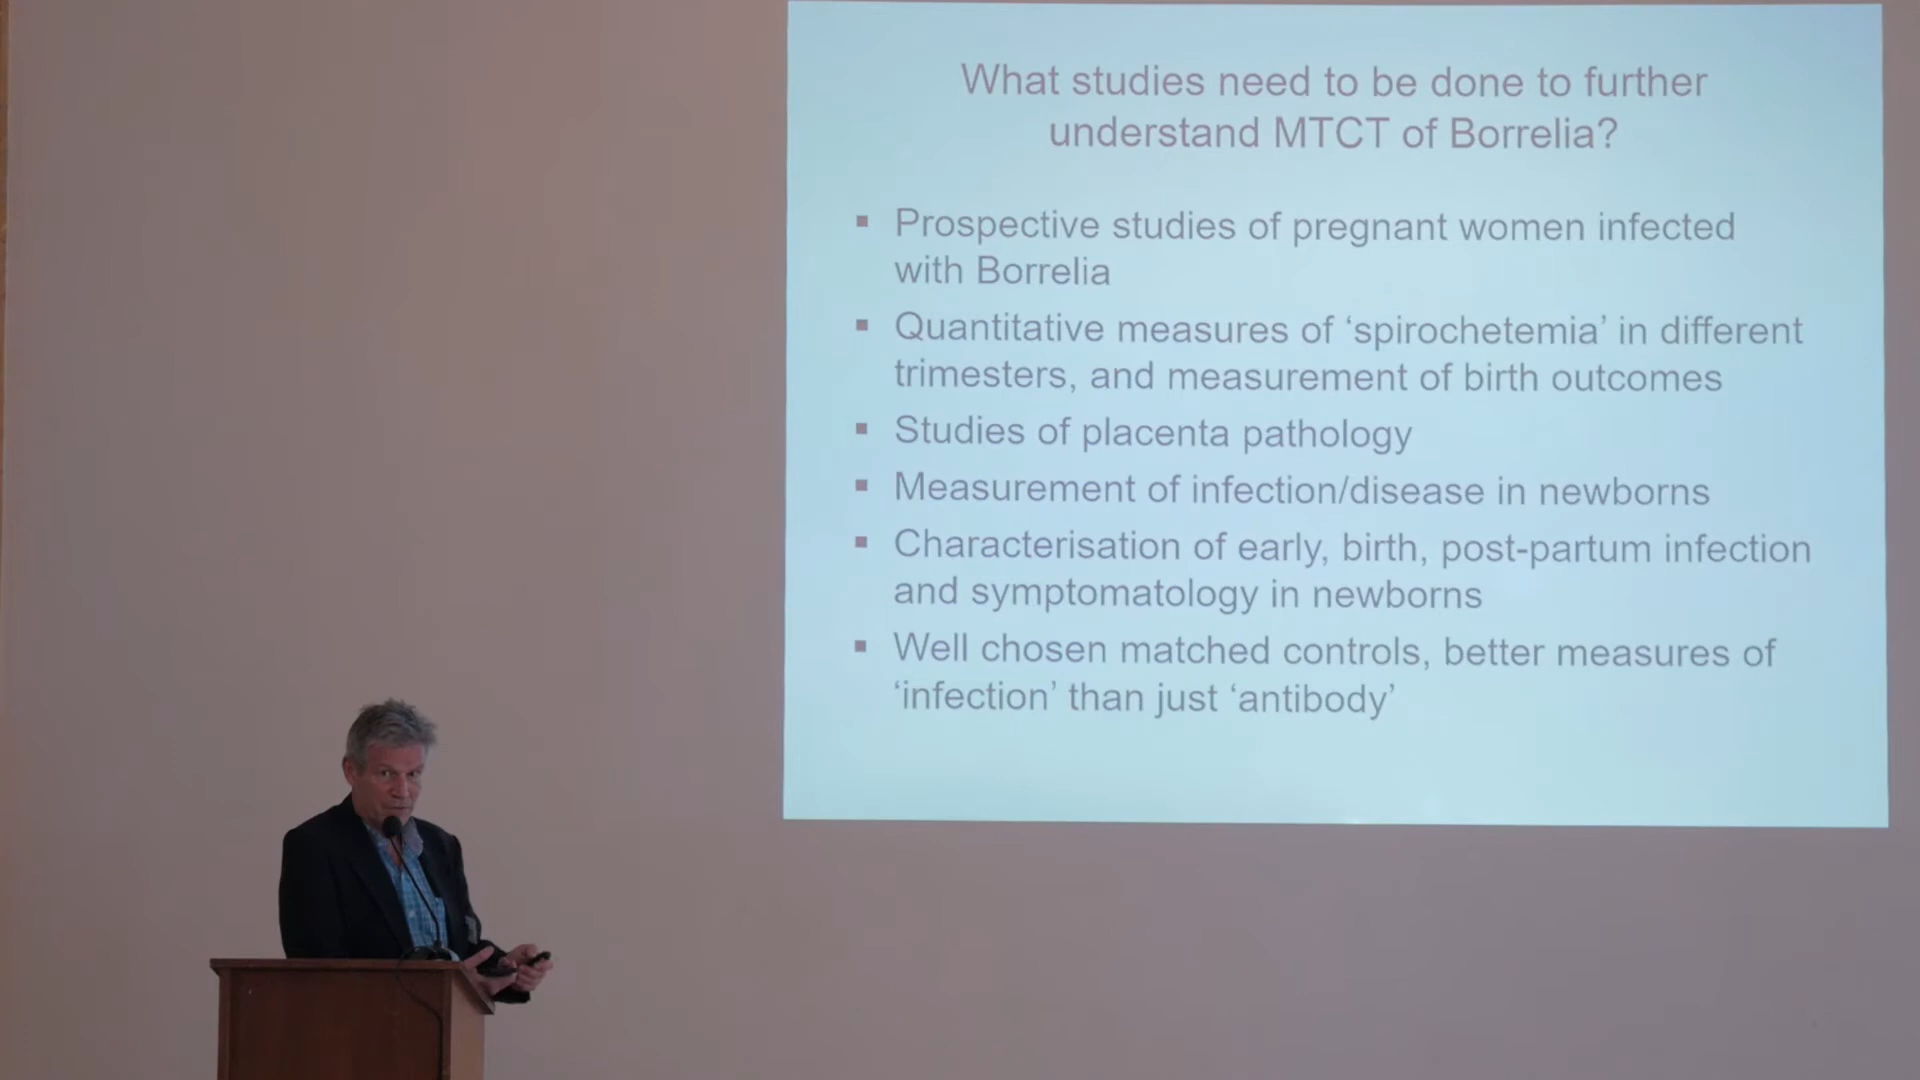 What studies need to be done to further
understand MTCT of Borrelia?
▪ Prospective studies of pregnant women infected
with Borrelia
▪ Quantitative measures of ‘spirochetemia’ in different
trimesters, and measurement of birth outcomes
▪ Studies of placenta pathology
▪ Measurement of infection/disease in newborns
▪ Characterisation of early, birth, post-partum infection
and symptomatology in newborns
▪ Well chosen matched controls, better measures of
‘infection’ than just ‘antibody’